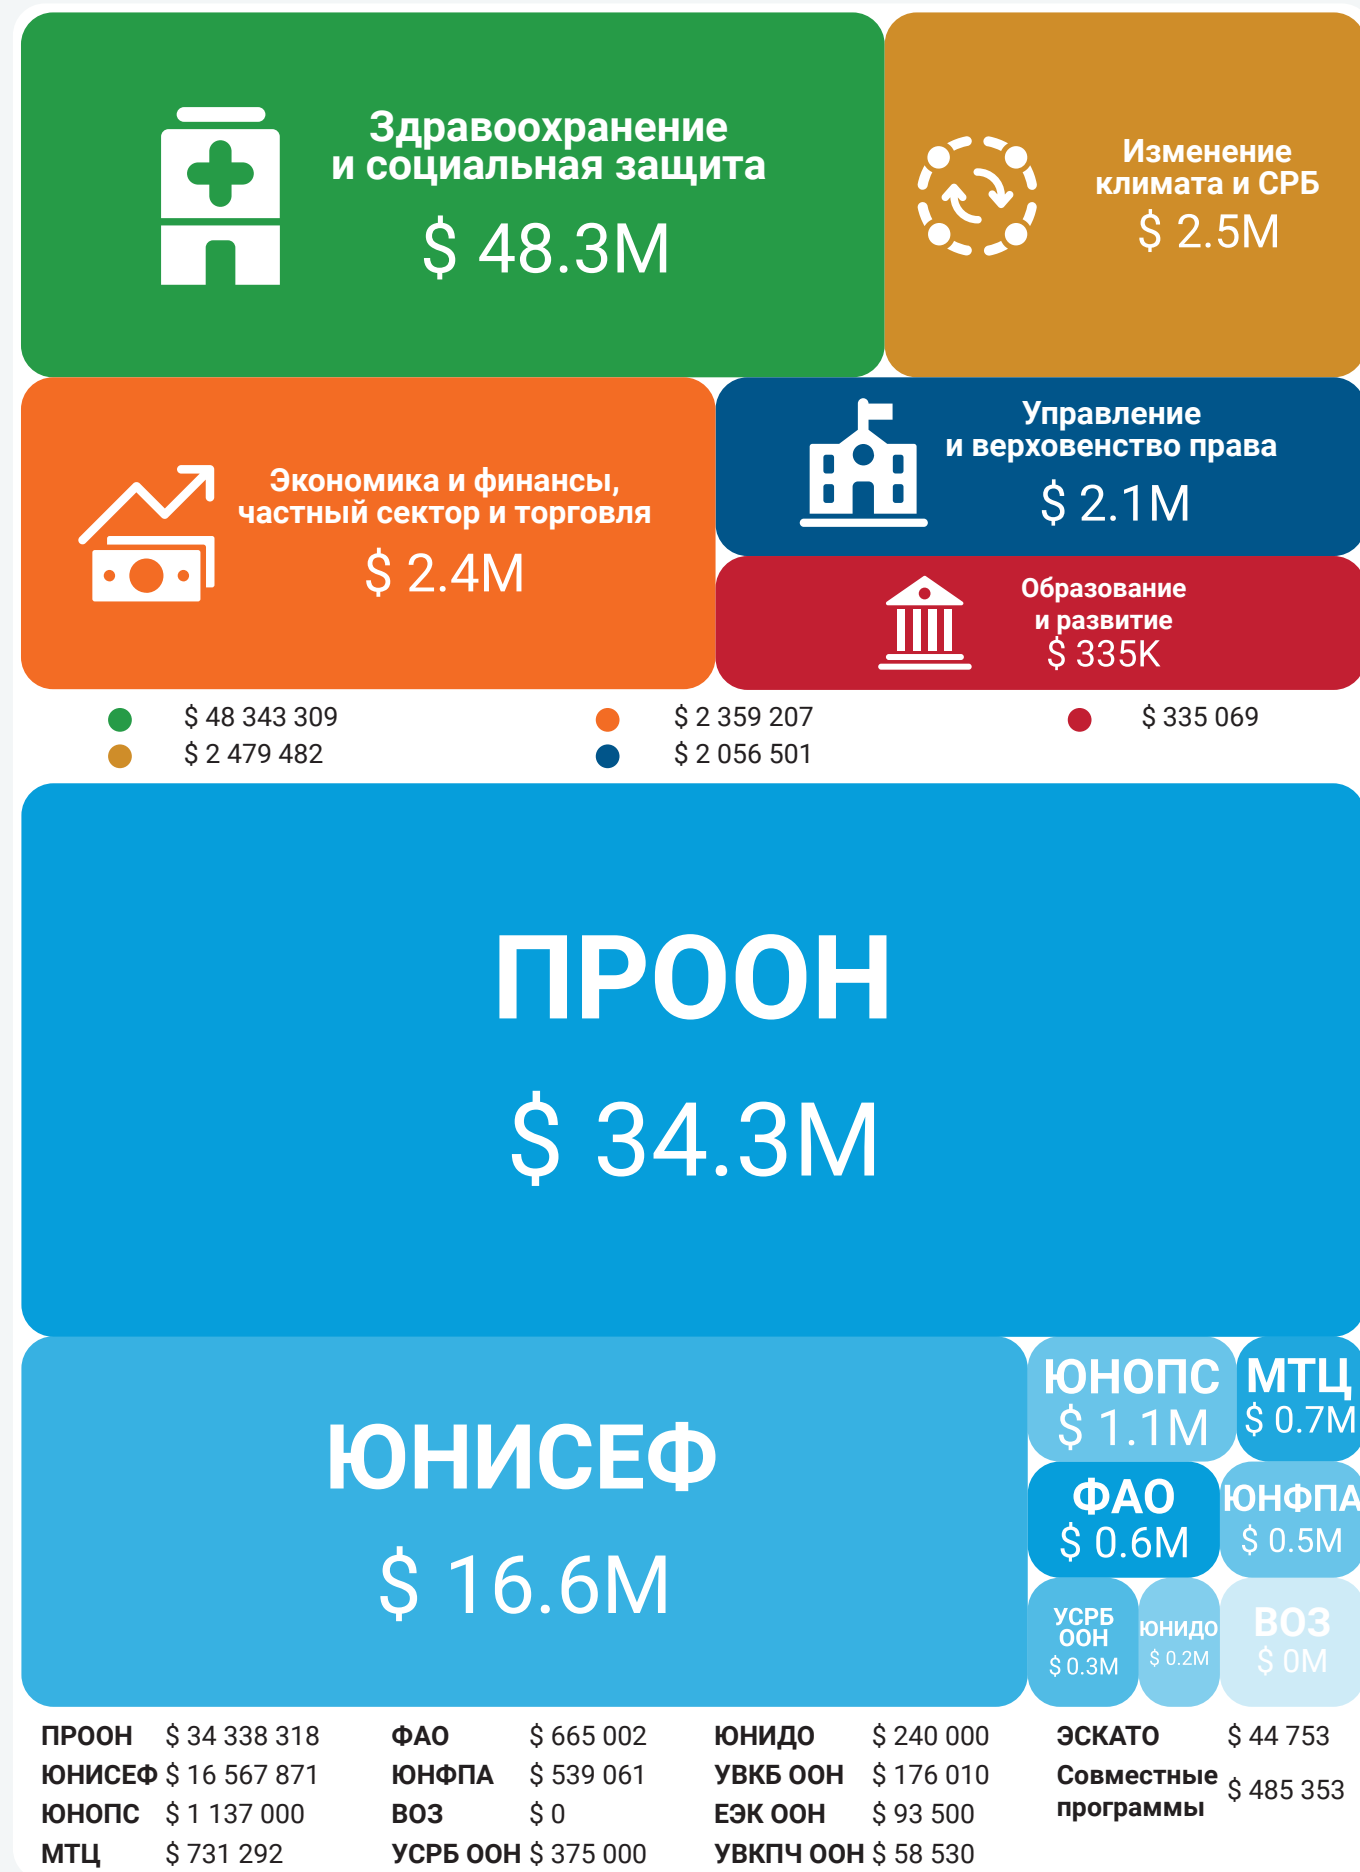 Здравоохранение
и социальная защита
$ 48.3M
Изменение
климата и СРБ
$ 2.5M
Экономика и финансы,
частный сектор и торговля
$ 2.4M
Управление
и верховенство права
$ 2.1M
Образование
и развитие
$ 335K
$ 48 343 309
$ 2 359 207
$ 335 069
$ 2 479 482
$ 2 056 501
ПРООН
$ 34.3M
ЮНИСЕФ
$ 16.6M
ЮНОПС
$ 1.1M
МТЦ
$ 0.7M
ФАО
$ 0.6M
ЮНФПА
$ 0.5M
УСРБ
ООН
$ 0.3M
ЮНИДО
$ 0.2M
ВОЗ
$ 0M
ПРООН $ 34 338 318
ЮНИСЕФ $ 16 567 871
ЮНОПС $ 1 137 000
МТЦ $ 731 292
ФАО $ 665 002
ЮНФПА $ 539 061
ВОЗ $ 0
УСРБ ООН $ 375 000
ЮНИДО $ 240 000
УВКБ ООН $ 176 010
ЕЭК ООН $ 93 500
УВКПЧ ООН $ 58 530
ЭСКАТО $ 44 753
Совместные
программы $ 485 353